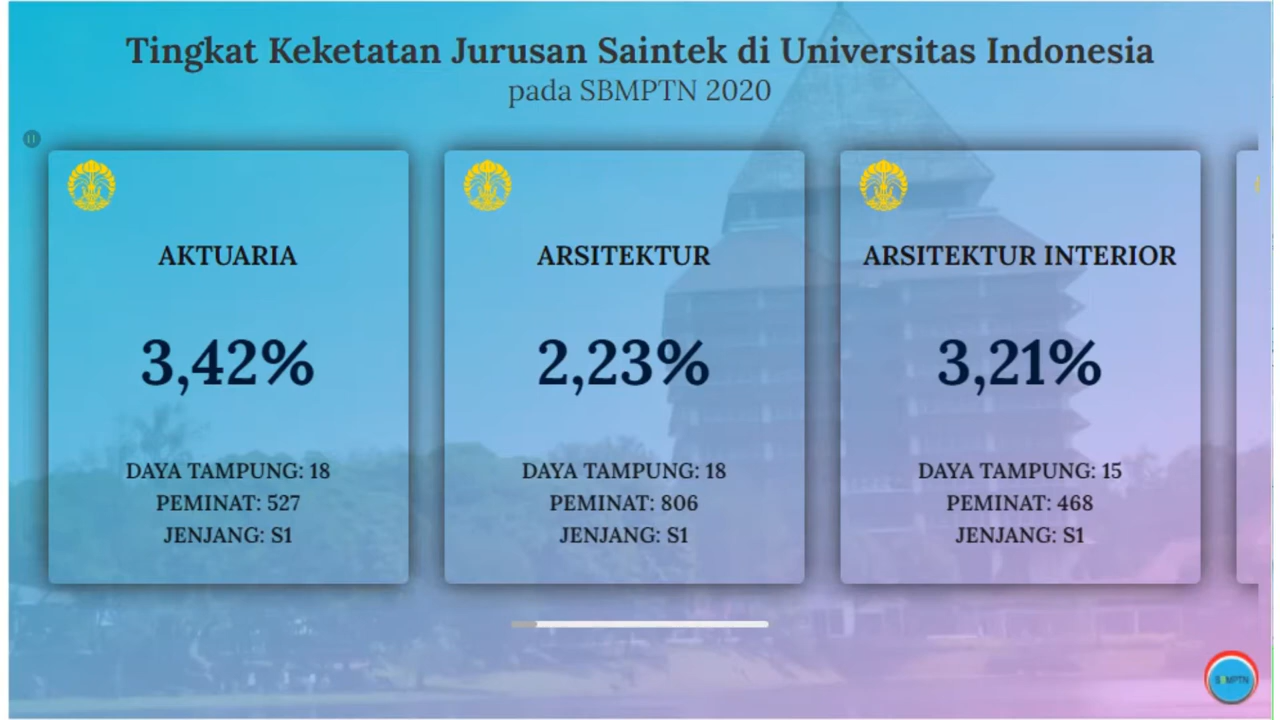 Tingkat Keketatan Jurusan Saintek di Universitas Indonesia
pada SBMPTN 2020
AKTUARIA
3,42%
DAYA TAMPUNG: 18
PEMINAT: 527
JENJANG: S1
ARSITEKTUR
2,23%
DAYA TAMPUNG: 18
PEMINAT: 806
JENJANG: S1
ARSITEKTUR INTERIOR
3,21%
DAYA TAMPUNG: 15
PEMINAT: 468
JENJANG: S1
SBMPTN